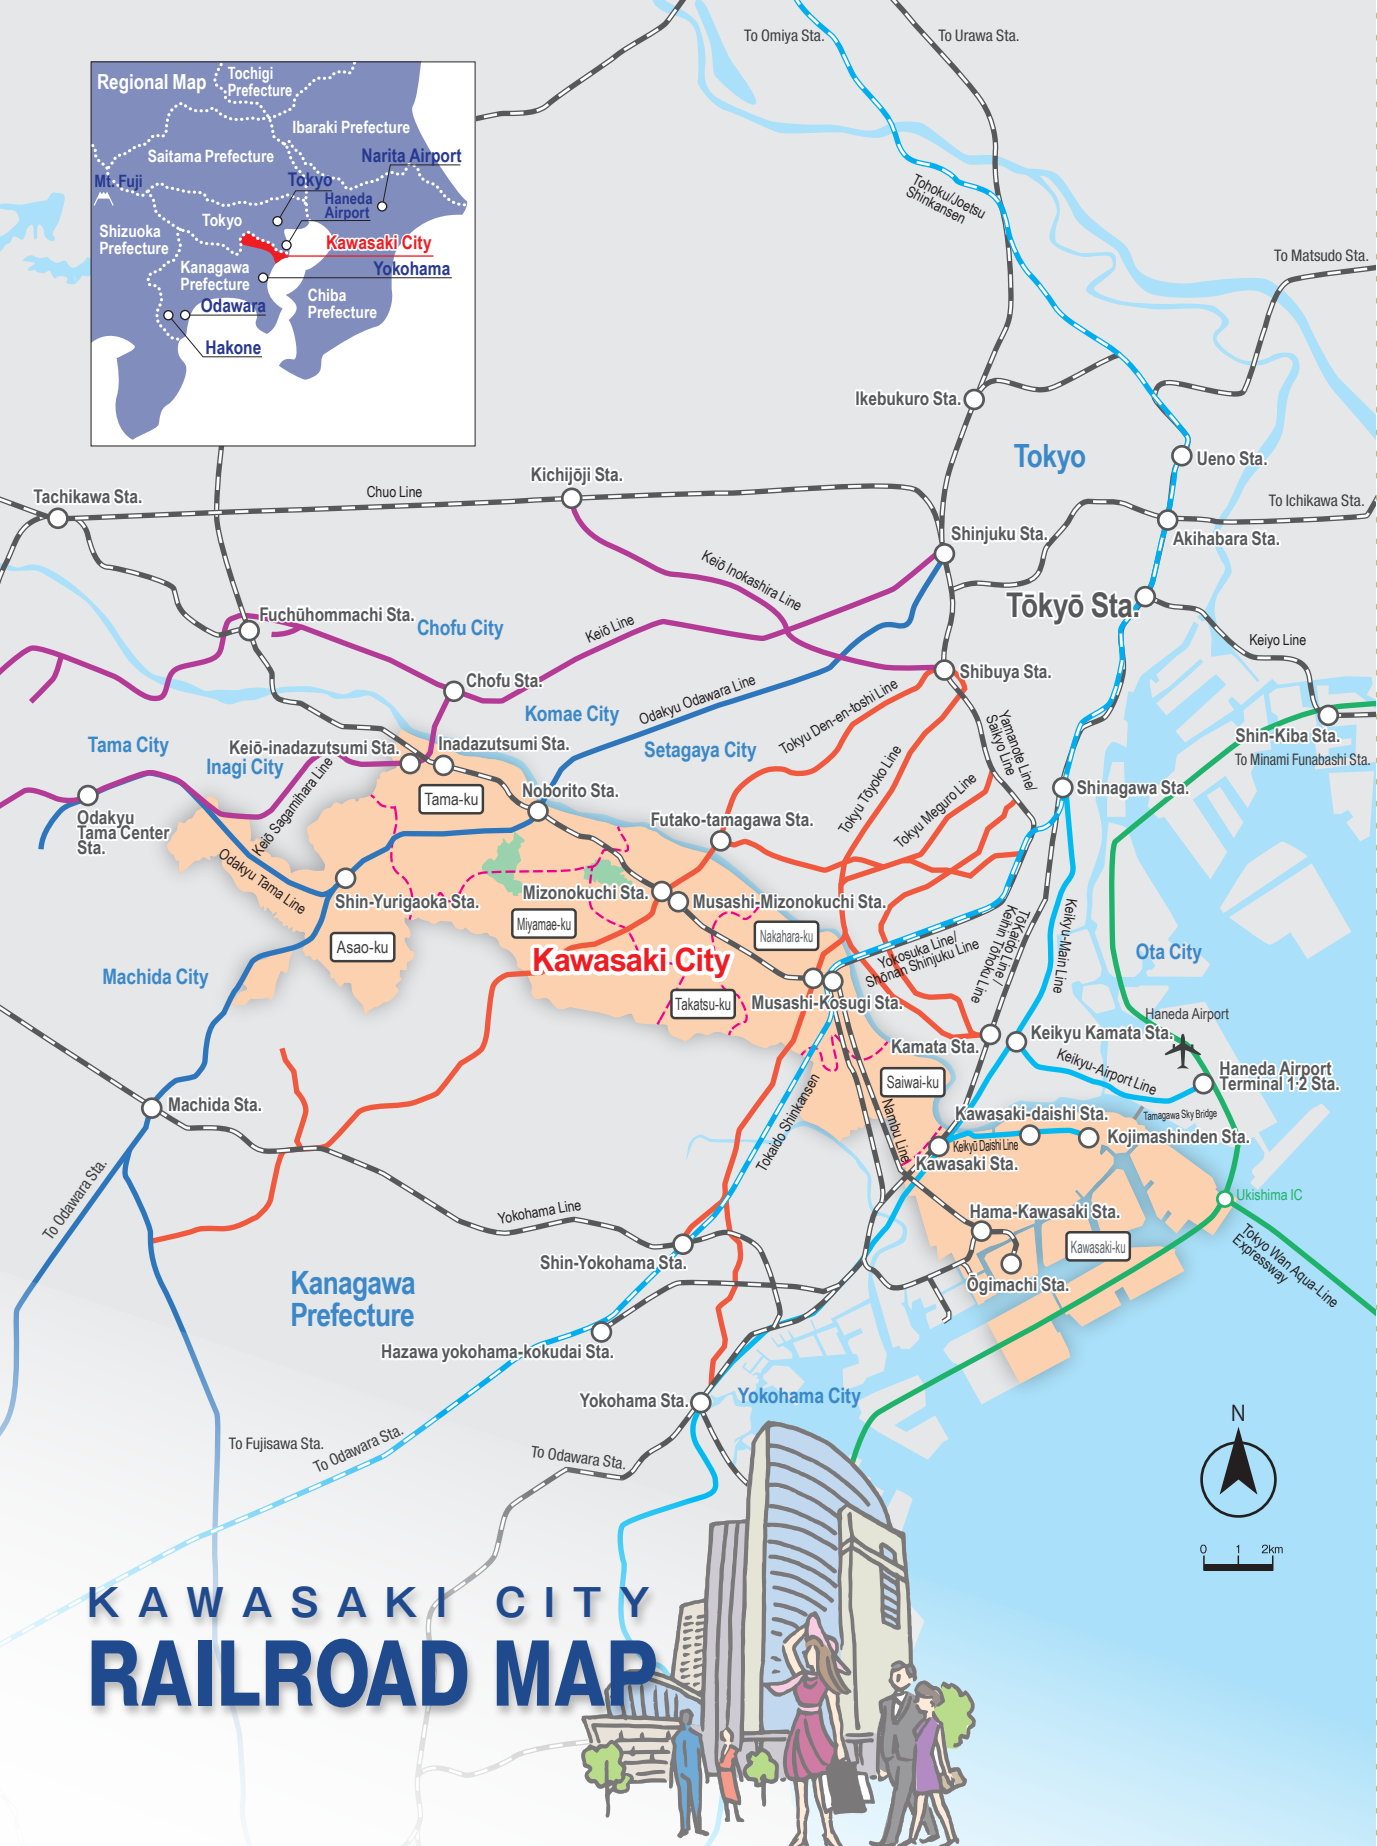 To Omiya Sta.
To Urawa Sta.
Regional Map
Tochigi
Prefecture
Ibaraki Prefecture
Saitama Prefecture
Narita Airport
Mt. Fuji
Tokyo
Haneda
Airport
Tokyo
Shizuoka
Prefecture
Kawasaki City
Kanagawa
Prefecture
Yokohama
Chiba
Prefecture
Odawara
Hakone
Tohoku/Joetsu
Shinkansen
To Matsudo Sta.
Ikebukuro Sta.
Tokyo
Ueno Sta.
Kichijōji Sta.
Tachikawa Sta.
Chuo Line
To Ichikawa Sta.
Shinjuku Sta.
Akihabara Sta.
Keiō Inokashira Line
Tōkyō Sta.
Fuchūhommachi Sta.
Chofu City
Keiō Line
Keiyo Line
Chofu Sta.
Shibuya Sta.
Odakyu Odawara Line
Tokyu Den-en-toshi Line
Komae City
Yamanote Line/
Saikyo Line
Shin-Kiba Sta.
Tama City
Keiō-inadazutsumi Sta.
Inadazutsumi Sta.
Setagaya City
To Minami Funabashi Sta.
Inagi City
Tokyu Tōyoko Line
Tokyu Meguro Line
Shinagawa Sta.
Keiō Sagamihara Line
Tama-ku
Noborito Sta.
Odakyu
Tama Center
Sta.
Futako-tamagawa Sta.
Odakyu Tama Line
Shin-Yurigaoka Sta.
Mizonokuchi Sta.
Musashi-Mizonokuchi Sta.
Miyamae-ku
Nakahara-ku
Asao-ku
Kawasaki City
Yokosuka Line/
Shōnan Shinjuku Line
Tōkaido Line/
Keihin Tohoku Line
Keikyu-Main Line
Ota City
Machida City
Takatsu-ku
Musashi-Kosugi Sta.
Haneda Airport
Kamata Sta.
Keikyu Kamata Sta.
Keikyu-Airport Line
Haneda Airport
Terminal 1·2 Sta.
Saiwai-ku
Machida Sta.
Tokaido Shinkansen
Nambu Line
Kawasaki-daishi Sta.
Tamagawa Sky Bridge
Keikyū Daishi Line
Kojimashinden Sta.
Kawasaki Sta.
To Odawara Sta.
Yokohama Line
Ukishima IC
Hama-Kawasaki Sta.
Kawasaki-ku
Tokyo Wan Aqua-Line
Expressway
Shin-Yokohama Sta.
Ōgimachi Sta.
Kanagawa
Prefecture
Hazawa yokohama-kokudai Sta.
Yokohama Sta.
Yokohama City
To Fujisawa Sta.
To Odawara Sta.
To Odawara Sta.
N
0 1 2km
KAWASAKI CITY
RAILROAD MAP